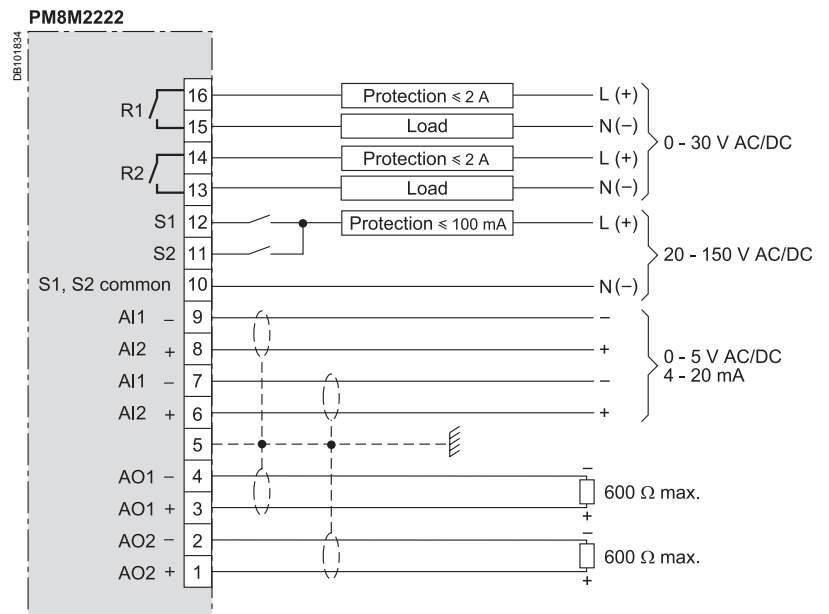 PM8M2222
DB101834
R1 16 Protection ≤ 2 A L (+)
15 Load N (−)
0 - 30 V AC/DC
R2 14 Protection ≤ 2 A L (+)
13 Load N (−)
S1 12 Protection ≤ 100 mA L (+)
S2 11
20 - 150 V AC/DC
S1, S2 common 10 N (−)
AI1 − 9 −
AI2 + 8 +
0 - 5 V AC/DC
4 - 20 mA
AI1 − 7 −
AI2 + 6 +
5
AO1 − 4 −
600 Ω max.
AO1 + 3 +
AO2 − 2 −
600 Ω max.
AO2 + 1 +